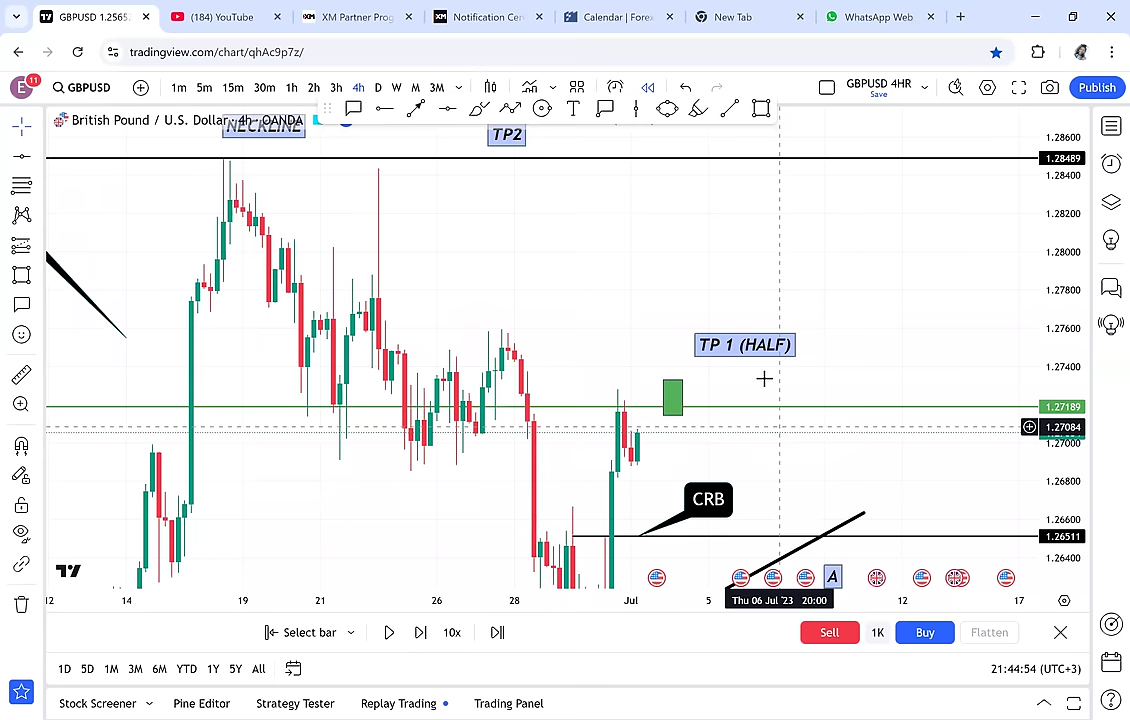 GBPUSD 1.2565
(184) YouTube
XM Partner Prog
Notification Cen
Calendar | Forex
New Tab
WhatsApp Web
tradingview.com/chart/qhAc9p7z/
E 11 GBPUSD 1m 5m 15m 30m 1h 2h 3h 4h D W M 3M GBPUSD 4HR Save Publish
British Pound / U.S. Dollar · 4h · OANDA
NECKLINE
TP2
1.28600
1.28489
1.28400
1.28200
1.28000
1.27800
1.27600
TP 1 (HALF)
1.27400
1.27189
1.27084
1.27000
1.26800
CRB
1.26600
1.26511
1.26400
A
12 14 19 21 26 28 Jul 5 Thu 06 Jul '23 20:00 12 17
Select bar 10x Sell 1K Buy Flatten
1D 5D 1M 3M 6M YTD 1Y 5Y All 21:44:54 (UTC+3)
Stock Screener Pine Editor Strategy Tester Replay Trading Trading Panel